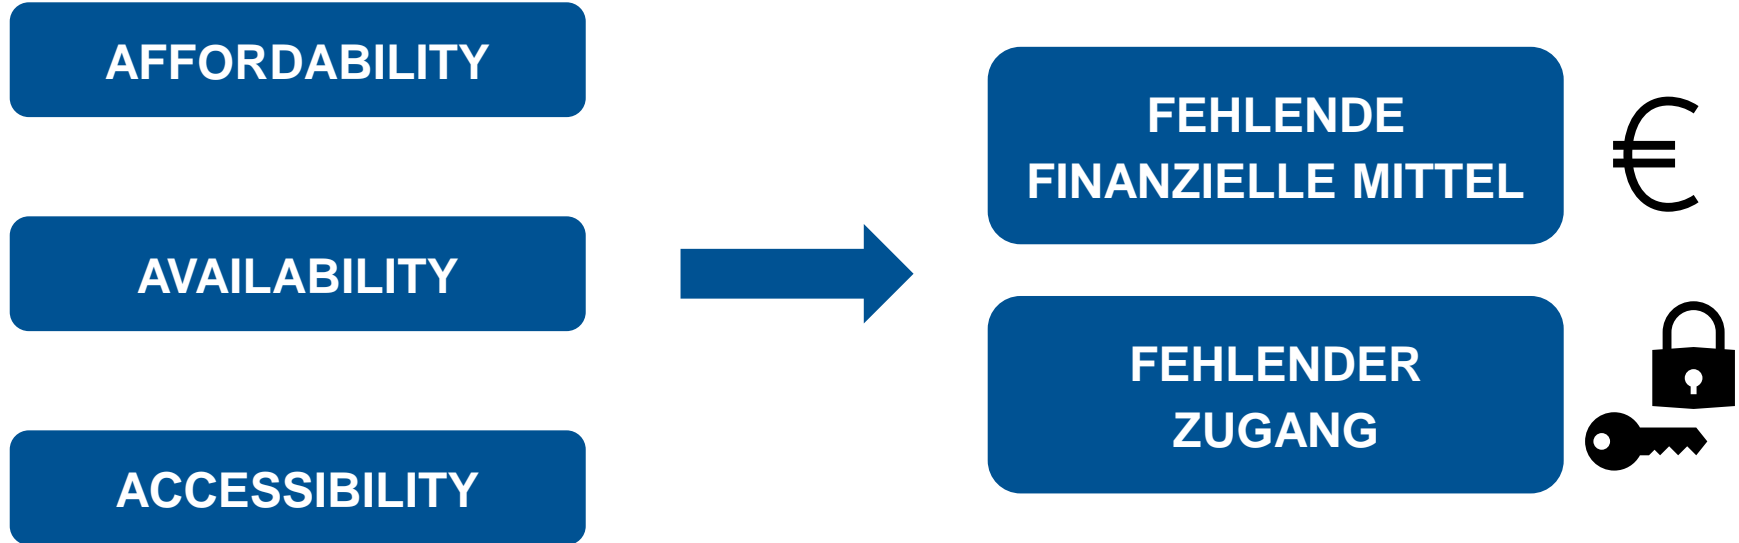 AFFORDABILITY
AVAILABILITY
ACCESSIBILITY
FEHLENDE
FINANZIELLE MITTEL
€
FEHLENDER
ZUGANG